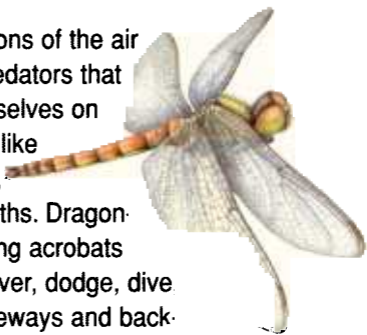 ons of the air
edators that
selves on
like
ths. Dragon-
ng acrobats
ver, dodge, dive
eways and back-